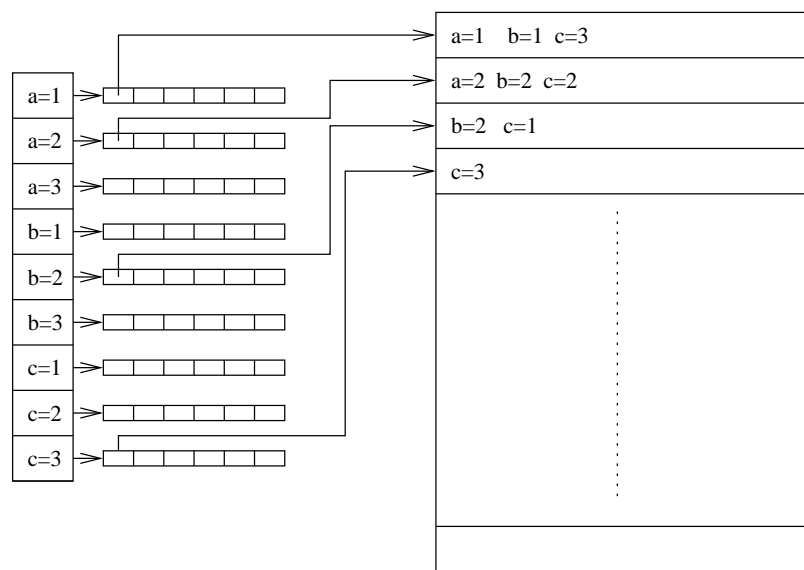 a=1 b=1 c=3
a=2 b=2 c=2
b=2 c=1
c=3
a=1
a=2
a=3
b=1
b=2
b=3
c=1
c=2
c=3